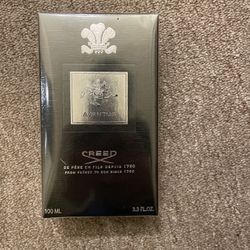 AVENTUS
CREED
DE PÈRE EN FILS DEPUIS 1760
FROM FATHER TO SON SINCE 1760
100 ML 3.3 FL.OZ.